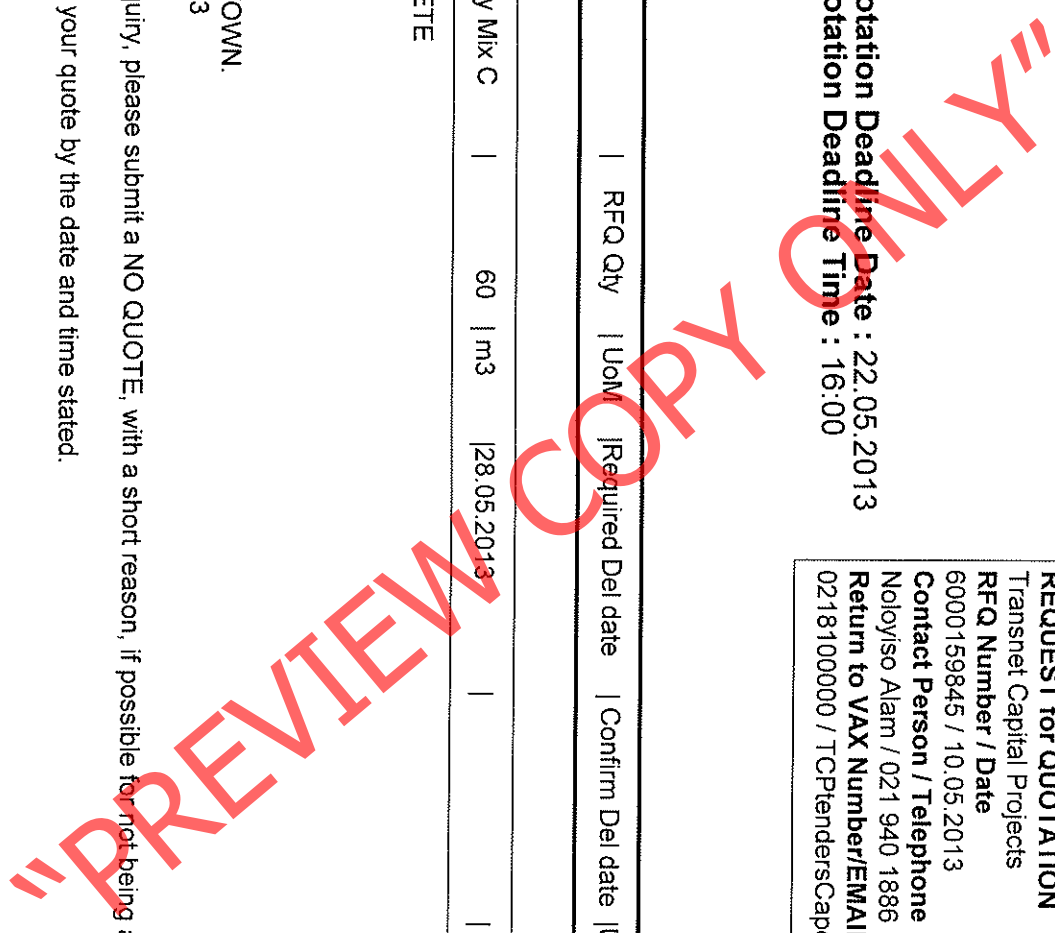 REQUEST for QUOTATION
Transnet Capital Projects
RFQ Number / Date
6000159845 / 10.05.2013
Contact Person / Telephone
Noloyiso Alam / 021 940 1886
Return to VAX Number/EMAI
0218100000 / TCPtendersCap
otation Deadline Date : 22.05.2013
otation Deadline Time : 16:00
| RFQ Qty | UoM |Required Del date | Confirm Del date |
y Mix C | 60 | m3 |28.05.2013 | |
ETE
OWN.
3
uiry, please submit a NO QUOTE, with a short reason, if possible for not being
your quote by the date and time stated.
"PREVIEW COPY ONLY"